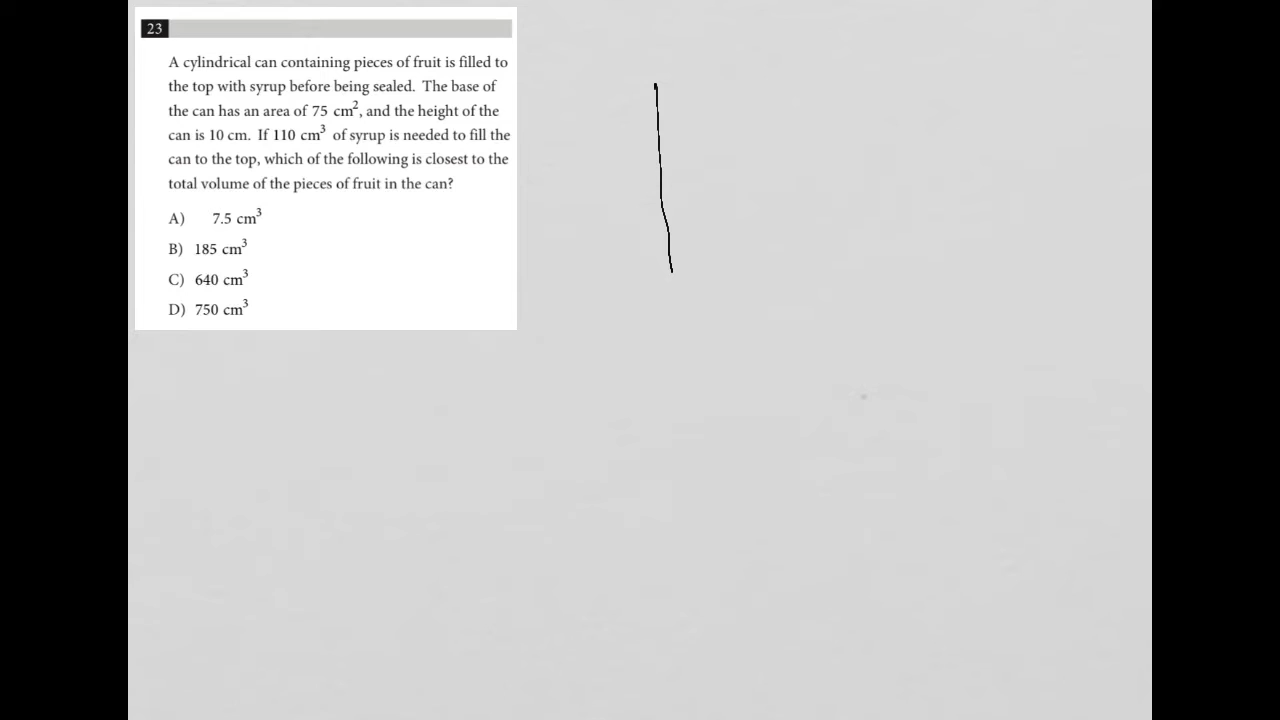 23
A cylindrical can containing pieces of fruit is filled to
the top with syrup before being sealed. The base of
the can has an area of 75 cm², and the height of the
can is 10 cm. If 110 cm³ of syrup is needed to fill the
can to the top, which of the following is closest to the
total volume of the pieces of fruit in the can?
A) 7.5 cm³
B) 185 cm³
C) 640 cm³
D) 750 cm³